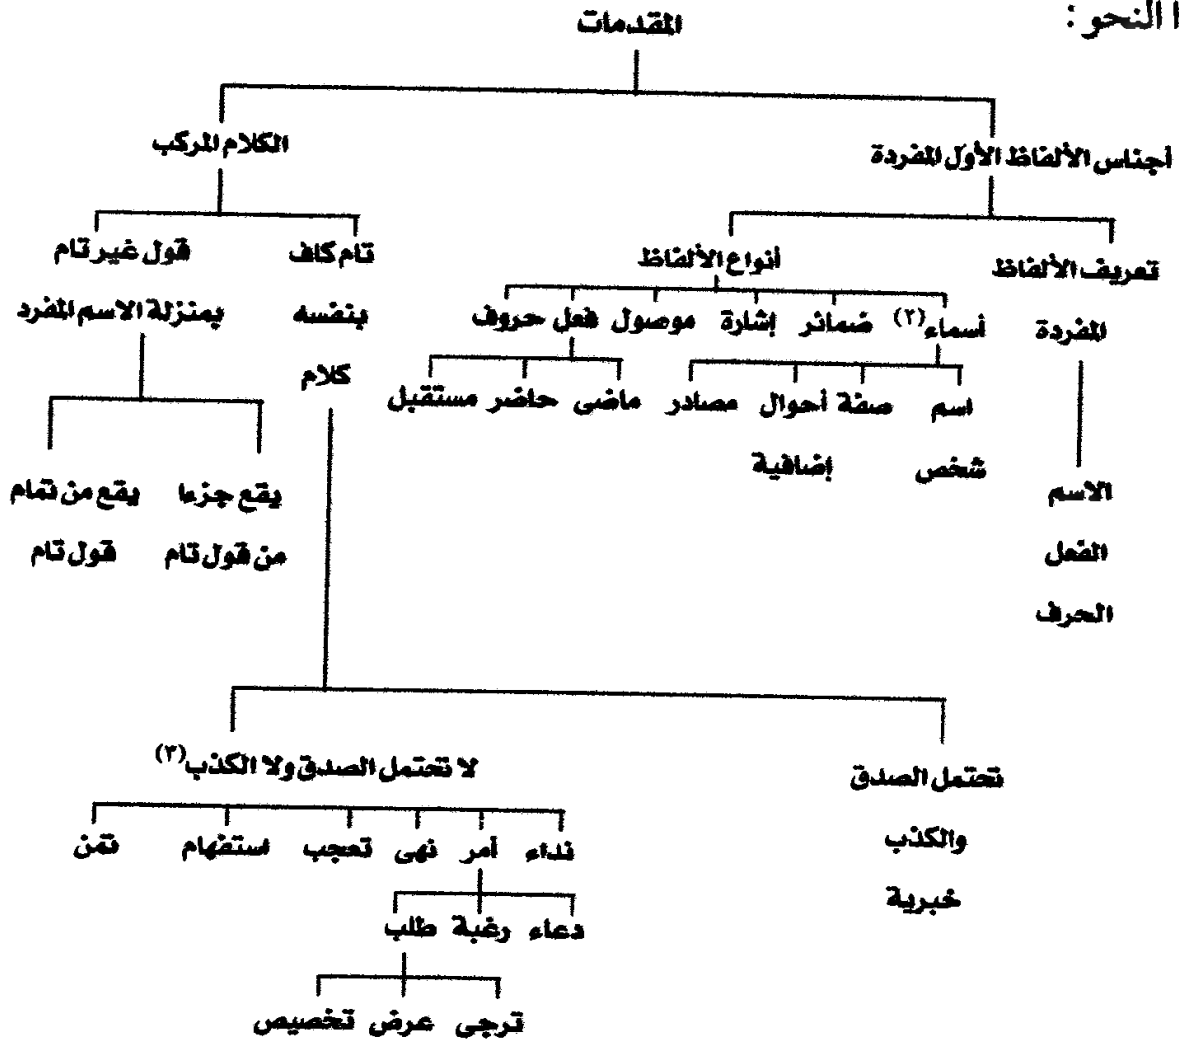 ا النحو :
المقدمات
أجناس الألفاظ الأول المفردة
الكلام المركب
تعريف الألفاظ
المفردة
الاسم
الفعل
الحرف
أنواع الألفاظ
أسماء(٢) ضمائر إشارة موصول فعل حروف
اسم
شخص
صفة
أحوال
إضافية
مصادر
ماضى حاضر مستقبل
تام كاف
بنفسه
كلام
قول غير تام
بمنزلة الاسم المفرد
يقع جزءا
من قول تام
يقع من تمام
قول تام
تحتمل الصدق
والكذب
خبرية
لا تحتمل الصدق ولا الكذب(٣)
نداء أمر نهى تعجب استفهام تمن
دعاء رغبة طلب
ترجى عرض تخصيص